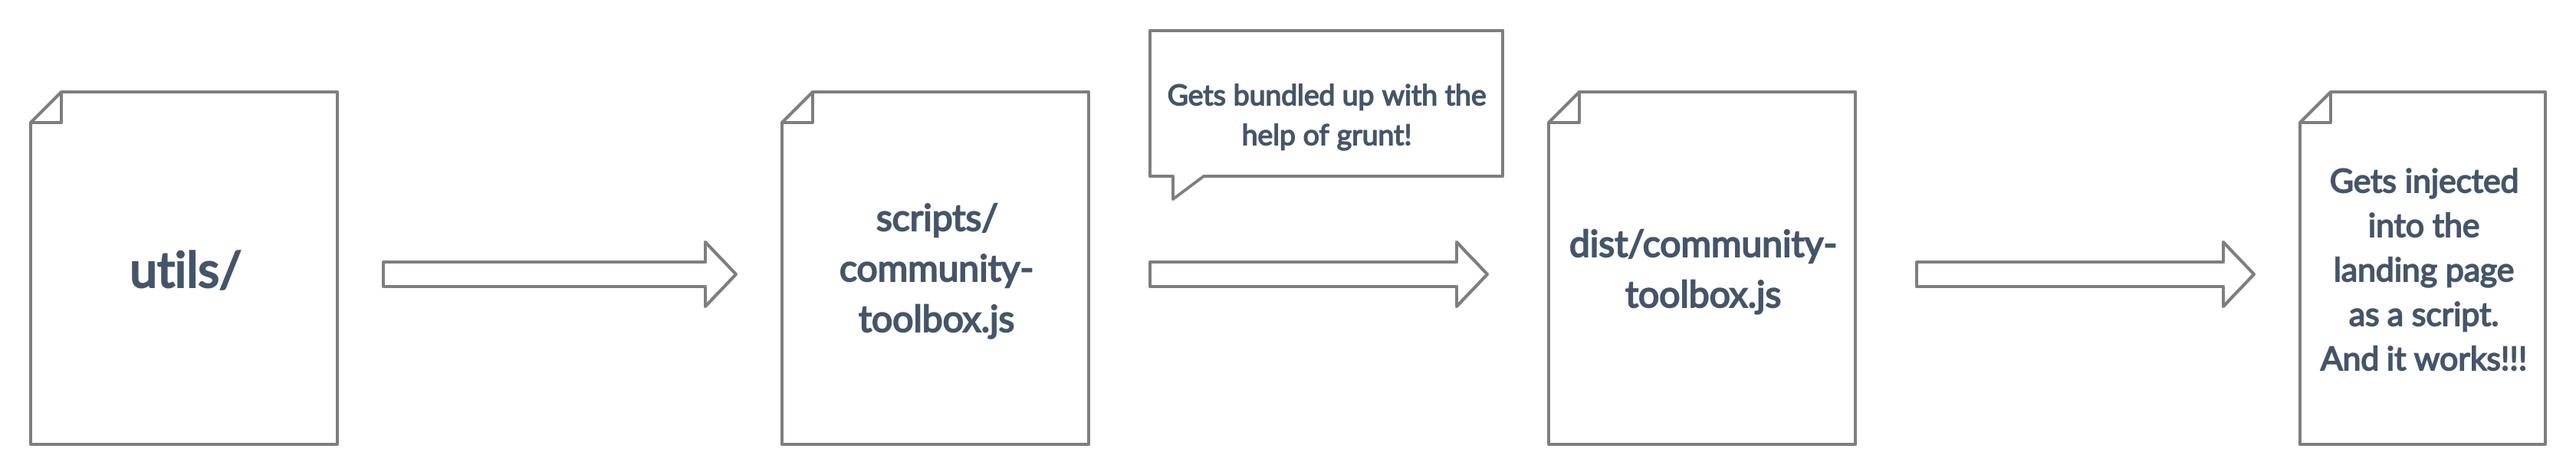 utils/
scripts/
community-
toolbox.js
Gets bundled up with the
help of grunt!
dist/community-
toolbox.js
Gets injected
into the
landing page
as a script.
And it works!!!